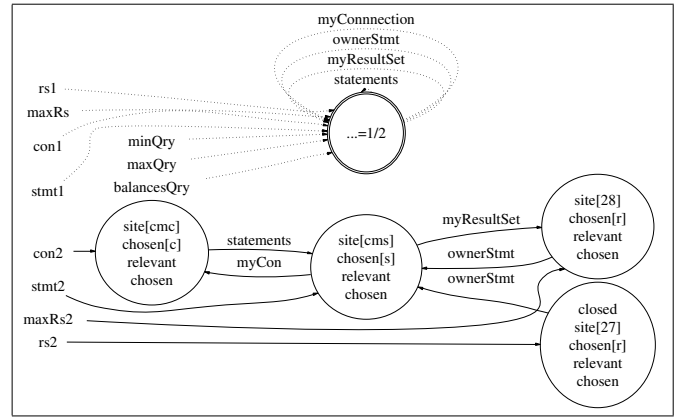 myConnnection
ownerStmt
myResultSet
statements
rs1
maxRs
con1
stmt1
minQry
maxQry
balancesQry
...=1/2
con2
stmt2
maxRs2
rs2
site[cmc]
chosen[c]
relevant
chosen
statements
myCon
site[cms]
chosen[s]
relevant
chosen
myResultSet
ownerStmt
ownerStmt
site[28]
chosen[r]
relevant
chosen
closed
site[27]
chosen[r]
relevant
chosen